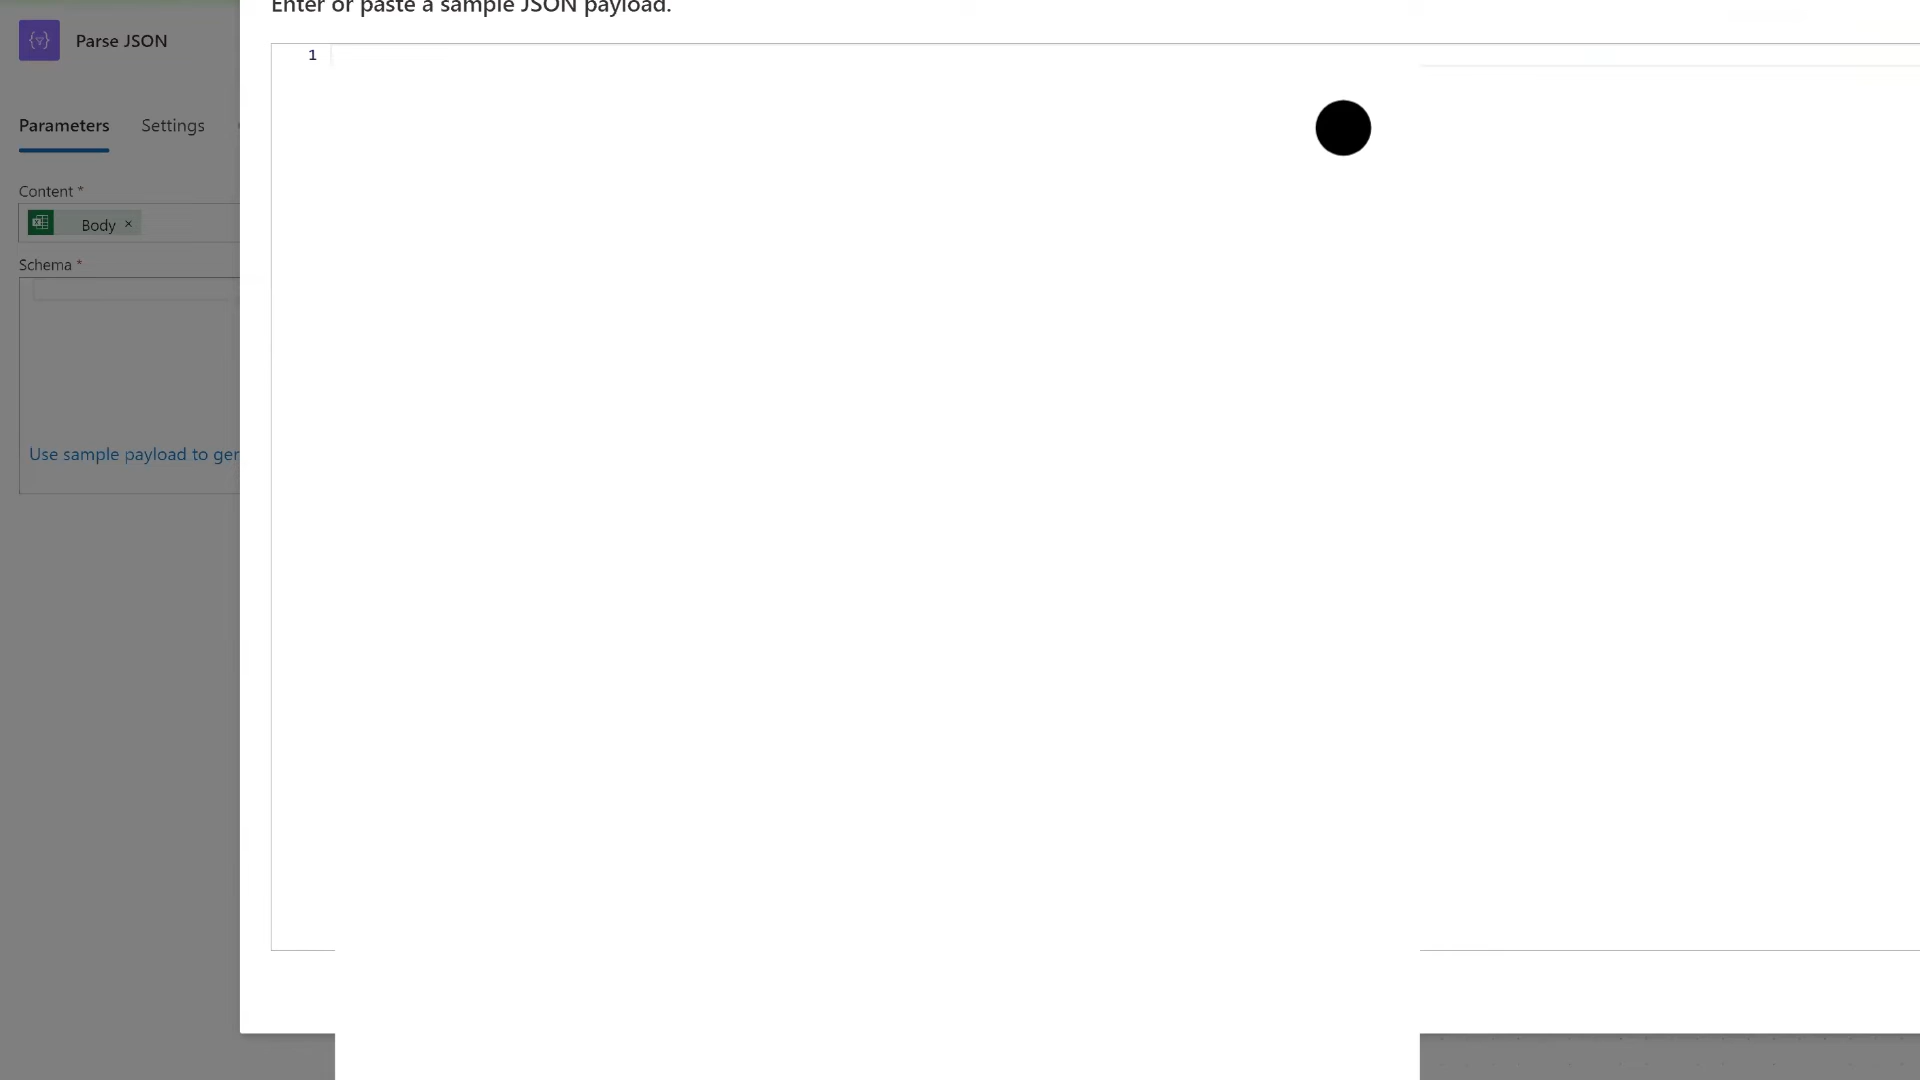 Enter or paste a sample JSON payload.
Parse JSON
1
Parameters
Settings
Content *
Body ×
Schema *
Use sample payload to ger